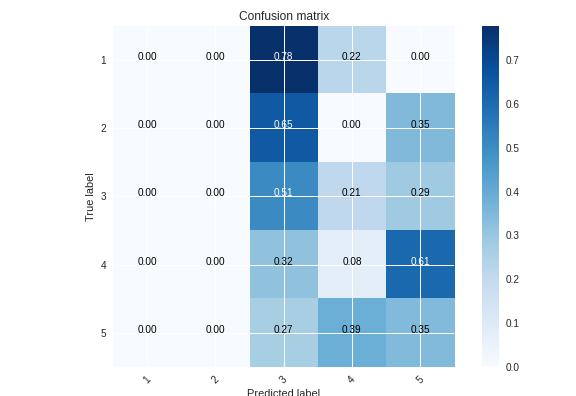 Confusion matrix
1 0.00 0.00 0.78 0.22 0.00
2 0.00 0.00 0.65 0.00 0.35
3 0.00 0.00 0.51 0.21 0.29
4 0.00 0.00 0.32 0.08 0.61
5 0.00 0.00 0.27 0.39 0.35
1 2 3 4 5
True label
Predicted label
0.7
0.6
0.5
0.4
0.3
0.2
0.1
0.0